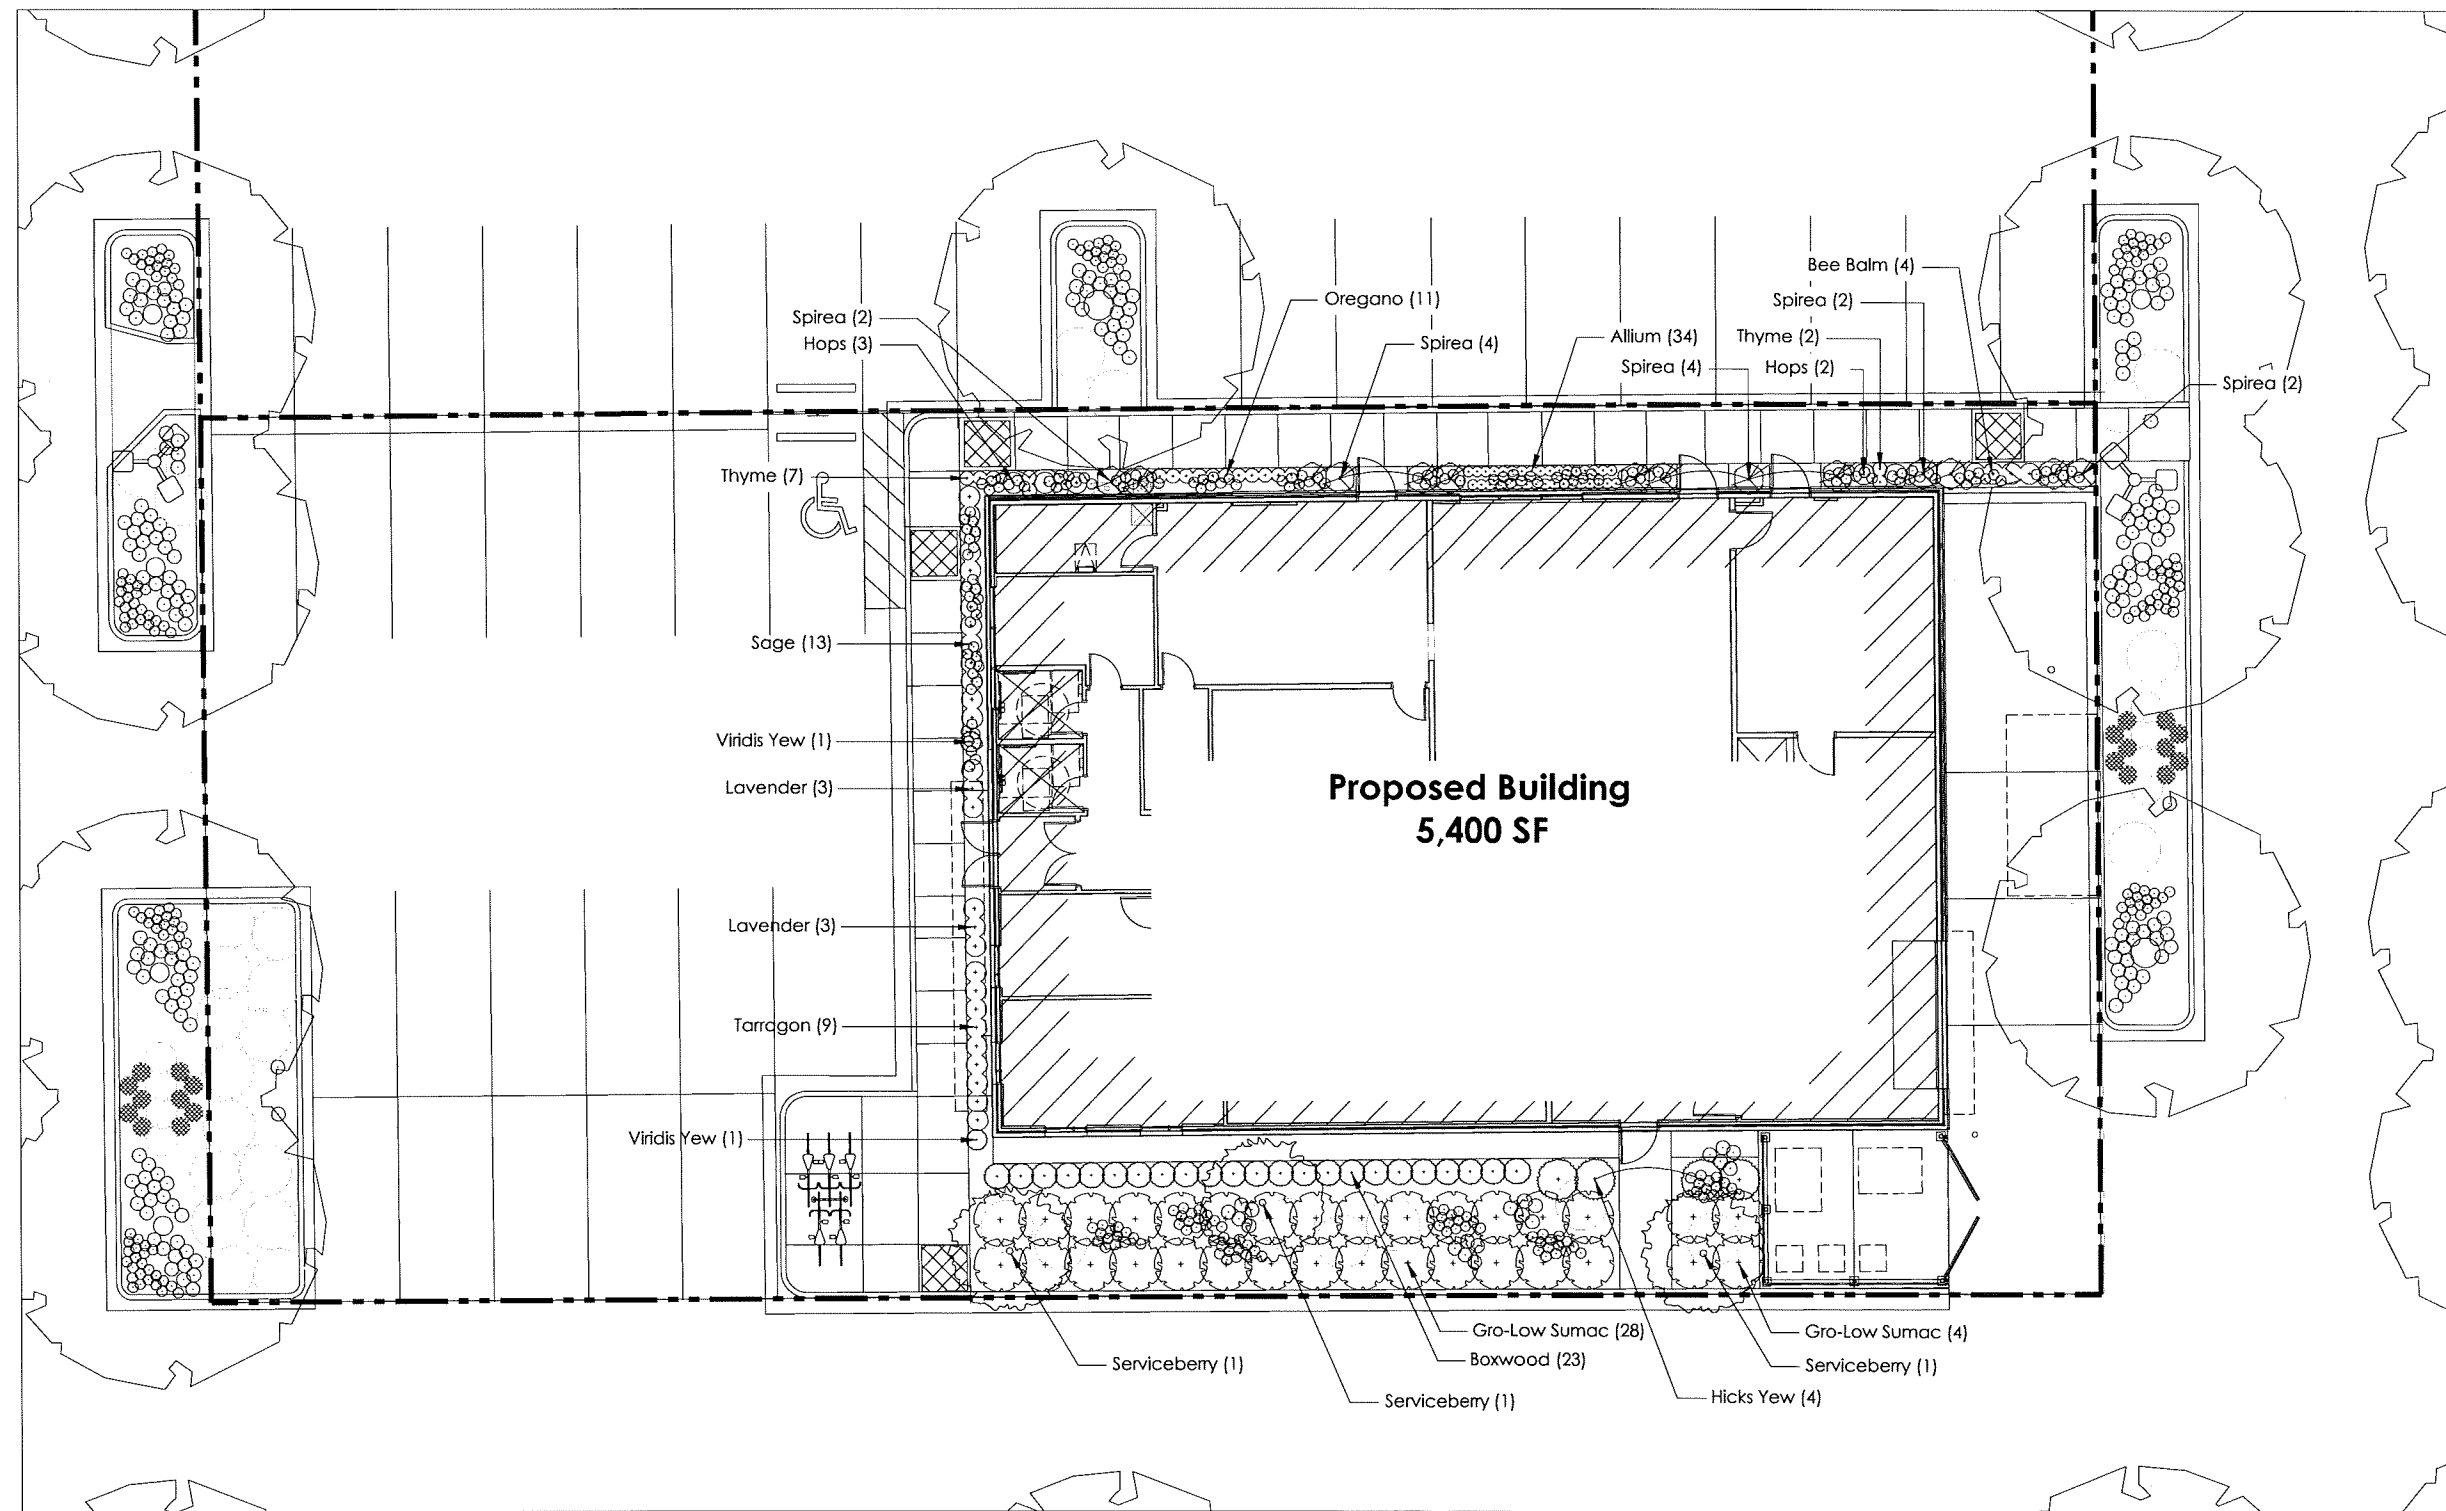 Bee Balm (4)
Spirea (2)
Oregano (11)
Spirea (2)
Hops (3)
Spirea (4)
Allium (34)
Thyme (2)
Spirea (4)
Hops (2)
Spirea (2)
Thyme (7)
Sage (13)
Viridis Yew (1)
Lavender (3)
Proposed Building
5,400 SF
Lavender (3)
Tarragon (9)
Viridis Yew (1)
Gro-Low Sumac (28)
Gro-Low Sumac (4)
Serviceberry (1)
Boxwood (23)
Serviceberry (1)
Serviceberry (1)
Hicks Yew (4)